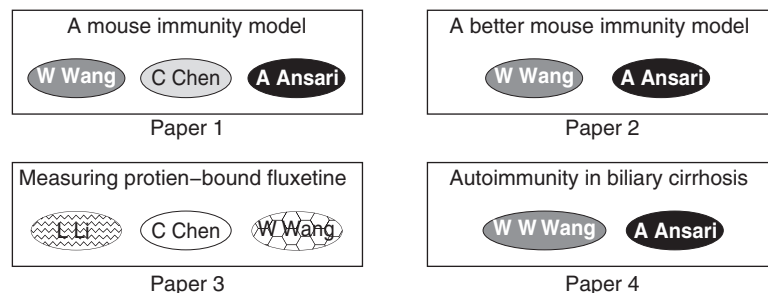 A mouse immunity model
W Wang C Chen A Ansari
Paper 1
A better mouse immunity model
W Wang A Ansari
Paper 2
Measuring protien–bound fluxetine
L Li C Chen W Wang
Paper 3
Autoimmunity in biliary cirrhosis
W W Wang A Ansari
Paper 4